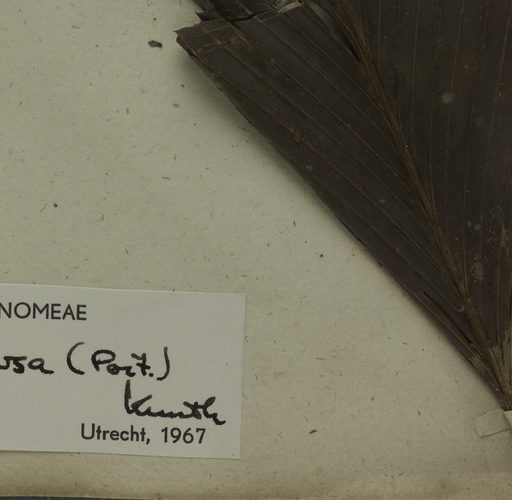 NOMEAE
usa (Poit.)
Kunth
Utrecht, 1967